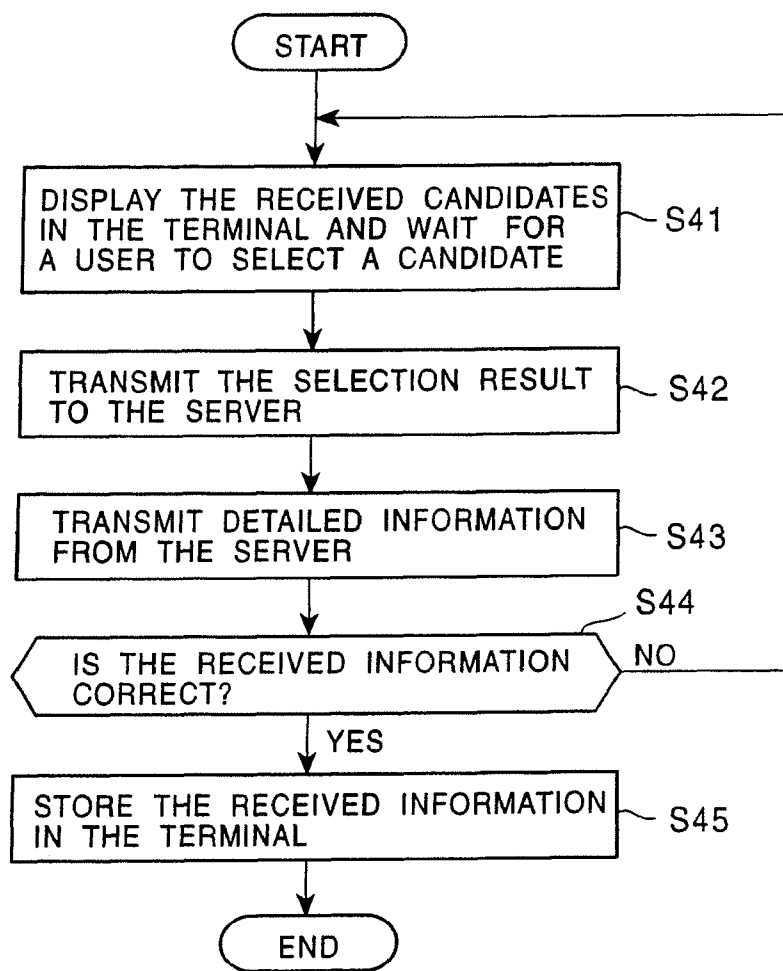 START
DISPLAY THE RECEIVED CANDIDATES
IN THE TERMINAL AND WAIT FOR
A USER TO SELECT A CANDIDATE
S41
TRANSMIT THE SELECTION RESULT
TO THE SERVER
S42
TRANSMIT DETAILED INFORMATION
FROM THE SERVER
S43
S44
IS THE RECEIVED INFORMATION
CORRECT?
NO
YES
STORE THE RECEIVED INFORMATION
IN THE TERMINAL
S45
END